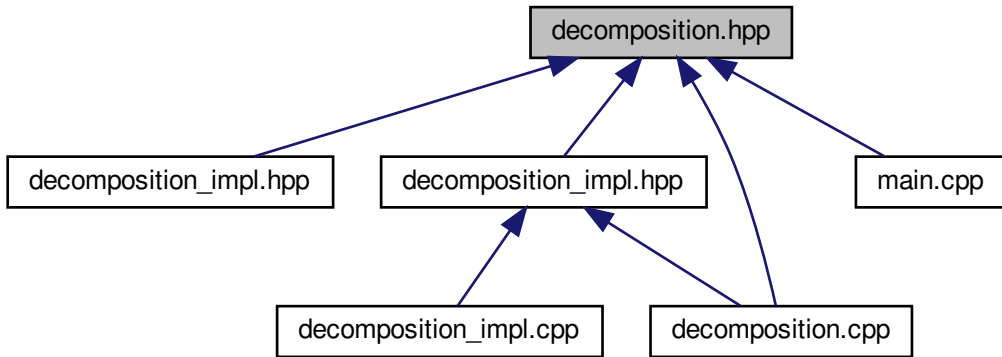 decomposition.hpp
decomposition_impl.hpp
decomposition_impl.hpp
main.cpp
decomposition_impl.cpp
decomposition.cpp